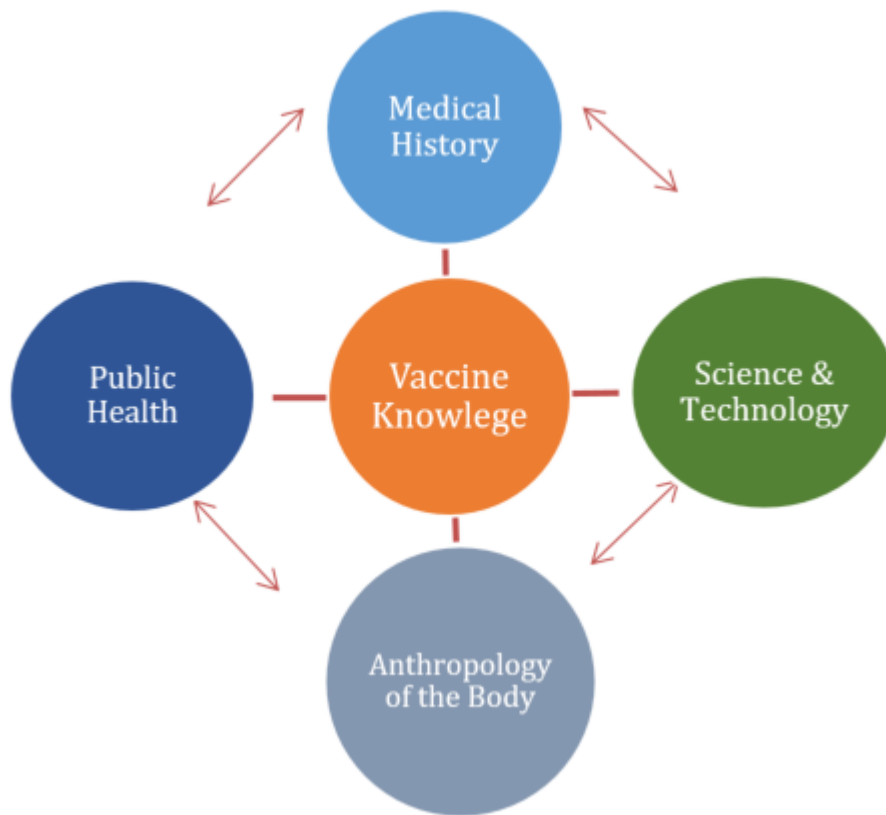 Medical
History
Public
Health
Vaccine
Knowlege
Science &
Technology
Anthropology
of the Body